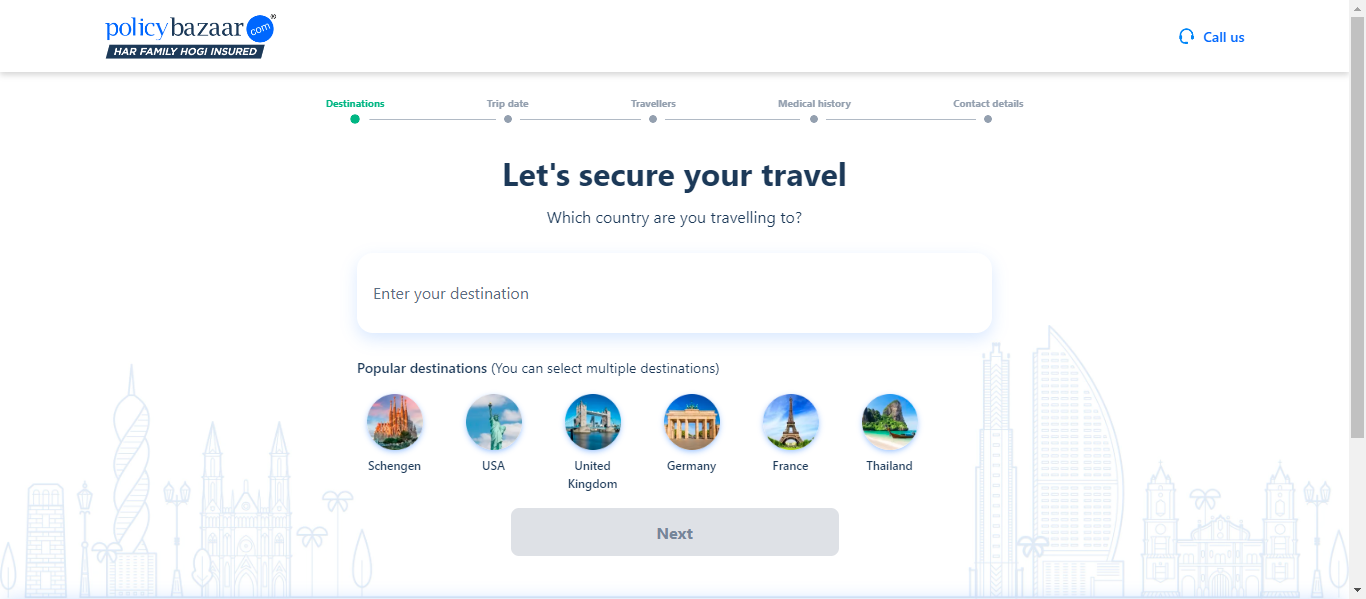 policybazaar com ®
HAR FAMILY HOGI INSURED
Call us
Destinations Trip date Travellers Medical history Contact details
Let's secure your travel
Which country are you travelling to?
Enter your destination
Popular destinations (You can select multiple destinations)
Schengen USA United Germany France Thailand
Kingdom
Next